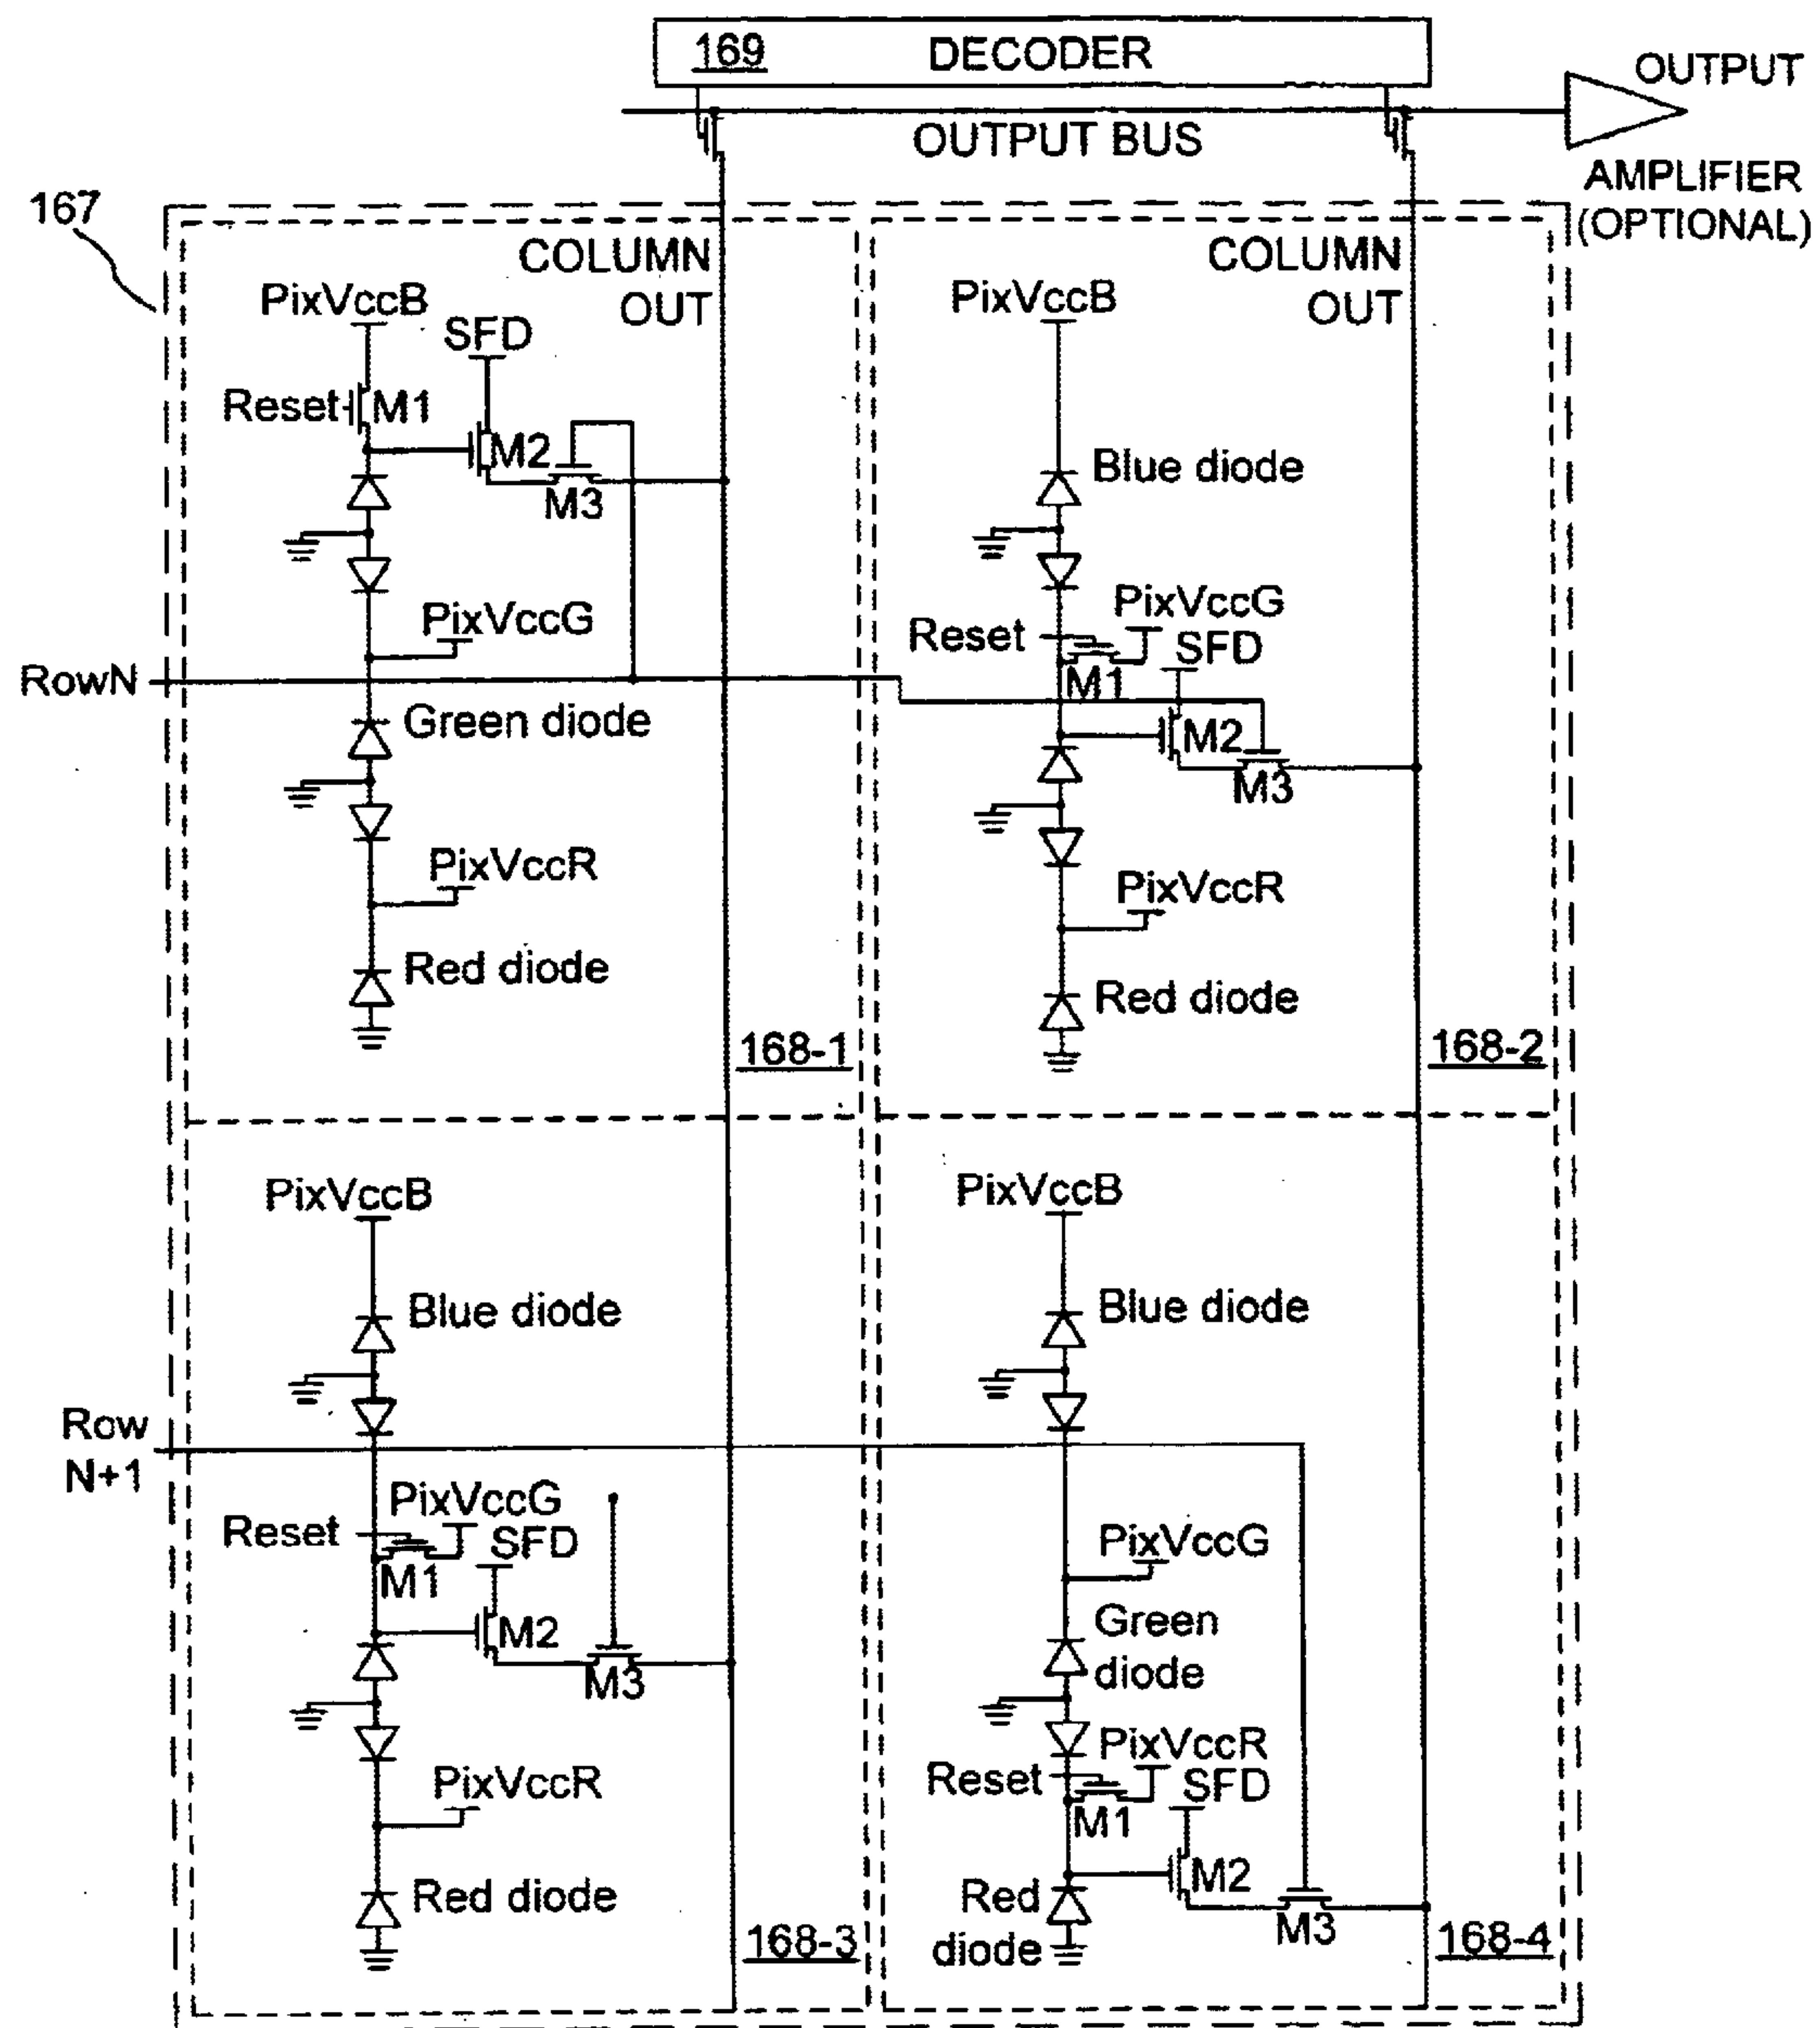 169 DECODER
OUTPUT
OUTPUT BUS
AMPLIFIER
(OPTIONAL)
167
COLUMN
OUT
PixVccB
SFD
Reset
M1
M2
M3
PixVccG
RowN
Green diode
PixVccR
Red diode
168-1
COLUMN
OUT
PixVccB
Blue diode
PixVccG
Reset
SFD
M1
M2
M3
PixVccR
Red diode
168-2
PixVccB
Blue diode
Row
N+1
PixVccG
Reset
SFD
M1
M2
M3
PixVccR
Red diode
168-3
PixVccB
Blue diode
PixVccG
Green
diode
PixVccR
Reset
SFD
M1
M2
Red
diode
M3
168-4